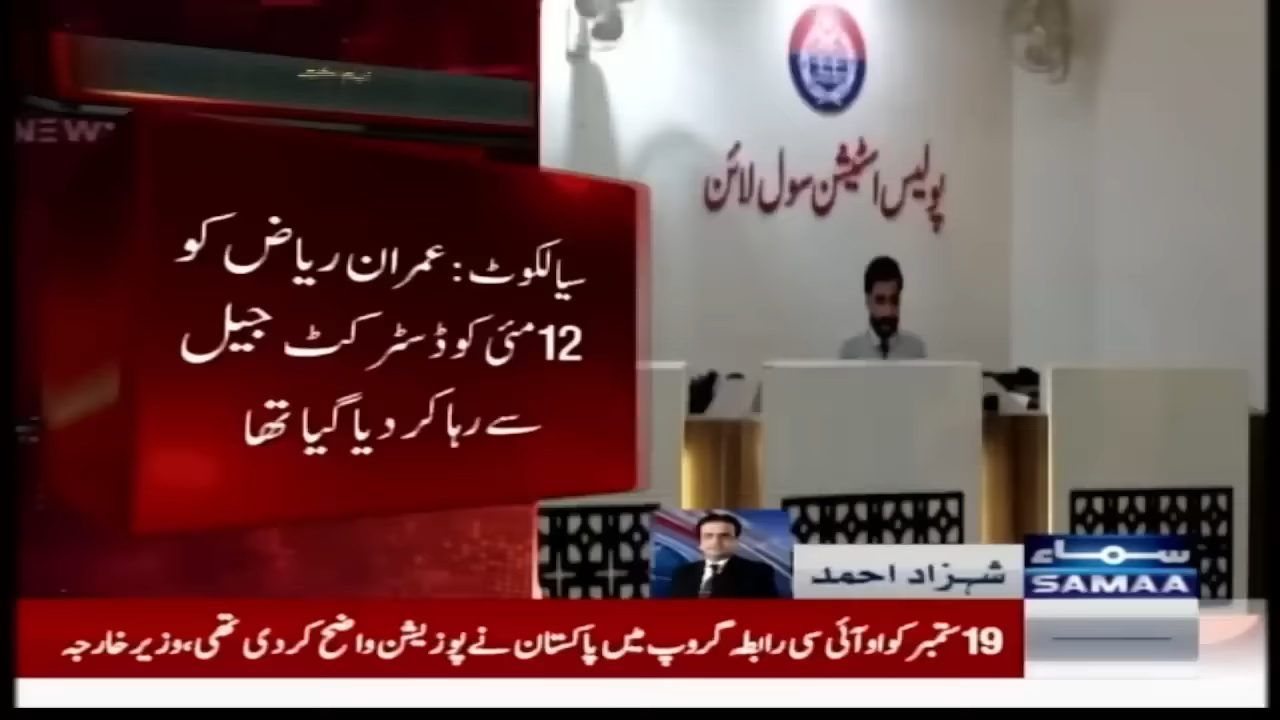 NEW
پولیس اسٹیشن سول لائن
سیالکوٹ: عمران ریاض کو
12 مئی کو ڈسٹرکٹ جیل
سے رہا کر دیا گیا تھا
شہزاد احمد
سماء
SAMAA
19 ستمبر کو او آئی سی رابطہ گروپ میں پاکستان نے پوزیشن واضح کردی تھی، وزیر خارجہ